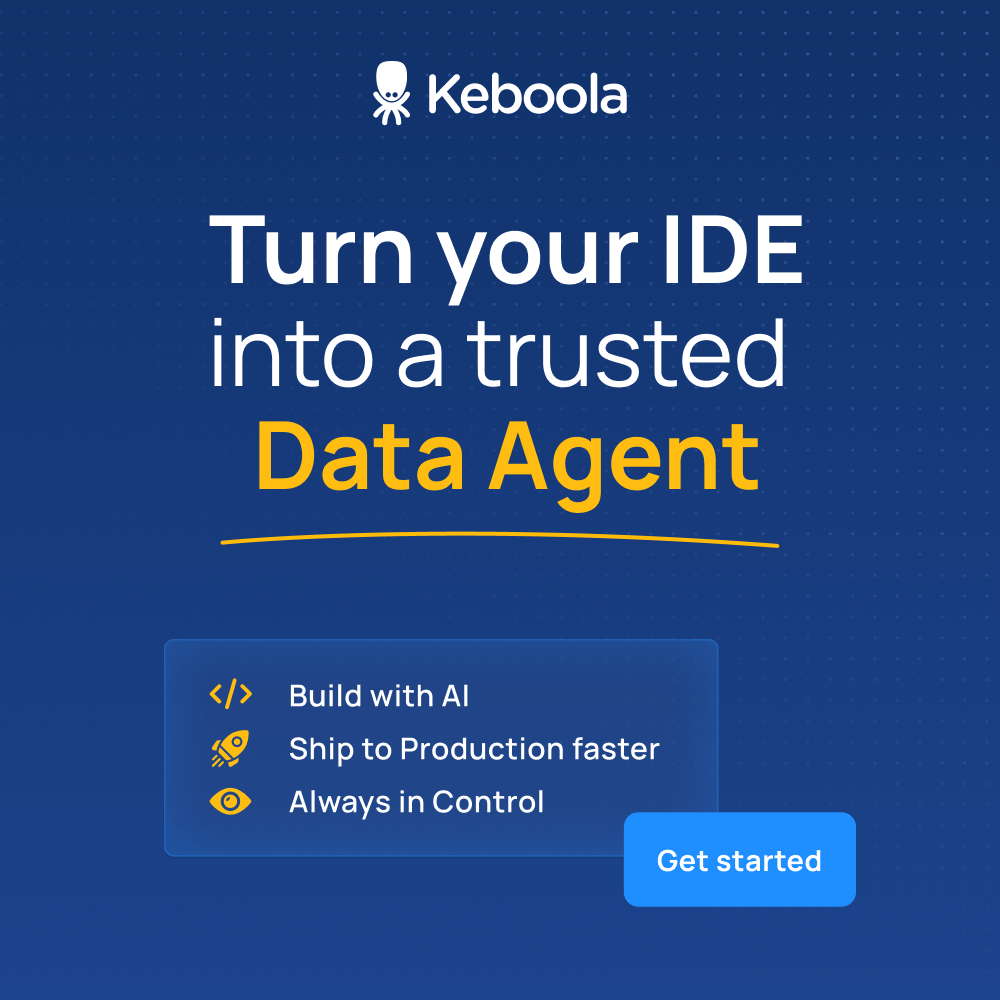 Keboola
Turn your IDE
into a trusted
Data Agent
Build with AI
Ship to Production faster
Always in Control
Get started